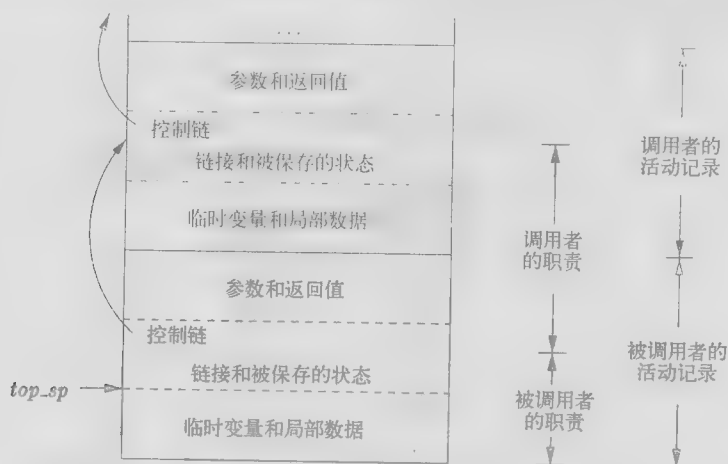 ...
参数和返回值
控制链
链接和被保存的状态
临时变量和局部数据
参数和返回值
控制链
链接和被保存的状态
top_sp
临时变量和局部数据
调用者
的职责
被调用者
的职责
调用者的
活动记录
被调用者的
活动记录